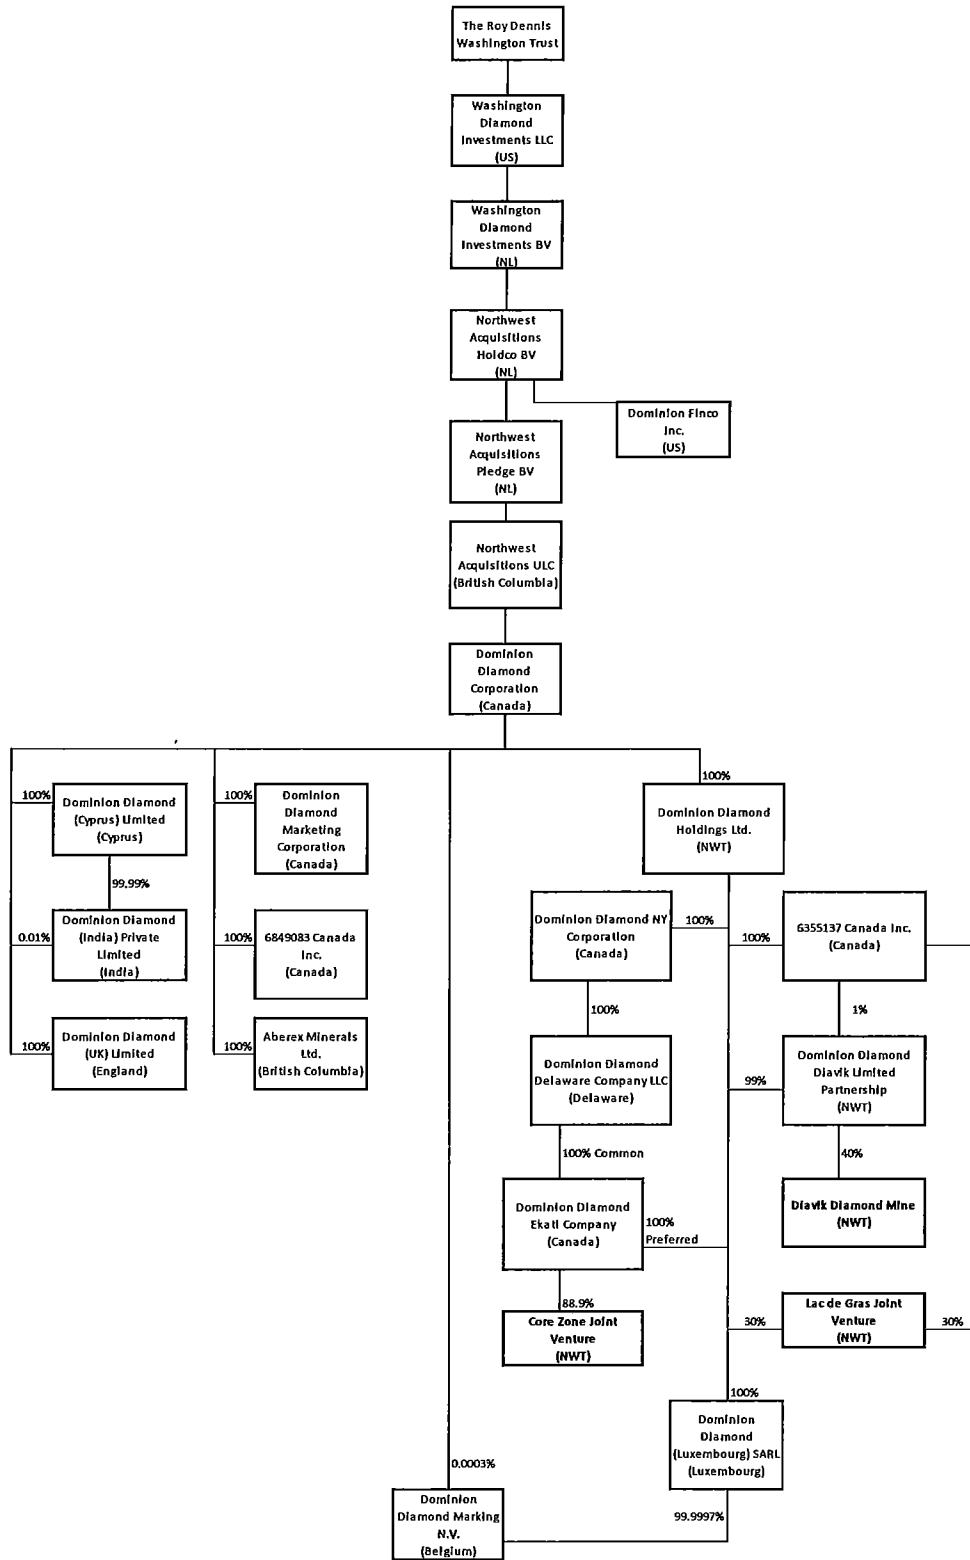 The Roy Dennis
Washington Trust
Washington
Diamond
Investments LLC
(US)
Washington
Diamond
Investments BV
(NL)
Northwest
Acquisitions
Holdco BV
(NL)
Dominion Finco
Inc.
(US)
Northwest
Acquisitions
Pledge BV
(NL)
Northwest
Acquisitions ULC
(British Columbia)
Dominion
Diamond
Corporation
(Canada)
100%
Dominion Diamond
(Cyprus) Limited
(Cyprus)
99.99%
0.01%
Dominion Diamond
(India) Private
Limited
(India)
100%
Dominion Diamond
(UK) Limited
(England)
100%
Dominion
Diamond
Marketing
Corporation
(Canada)
100%
6849083 Canada
Inc.
(Canada)
100%
Aberex Minerals
Ltd.
(British Columbia)
100%
Dominion Diamond
Holdings Ltd.
(NWT)
Dominion Diamond NY
Corporation
(Canada)
100%
100%
6355137 Canada Inc.
(Canada)
100%
1%
Dominion Diamond
Delaware Company LLC
(Delaware)
99%
Dominion Diamond
Diavik Limited
Partnership
(NWT)
100% Common
40%
Dominion Diamond
Ekati Company
(Canada)
100%
Preferred
Diavik Diamond Mine
(NWT)
88.9%
Core Zone Joint
Venture
(NWT)
30%
Lac de Gras Joint
Venture
(NWT)
30%
100%
Dominion
Diamond
(Luxembourg) SARL
(Luxembourg)
0.0003%
99.9997%
Dominion
Diamond Marking
N.V.
(Belgium)